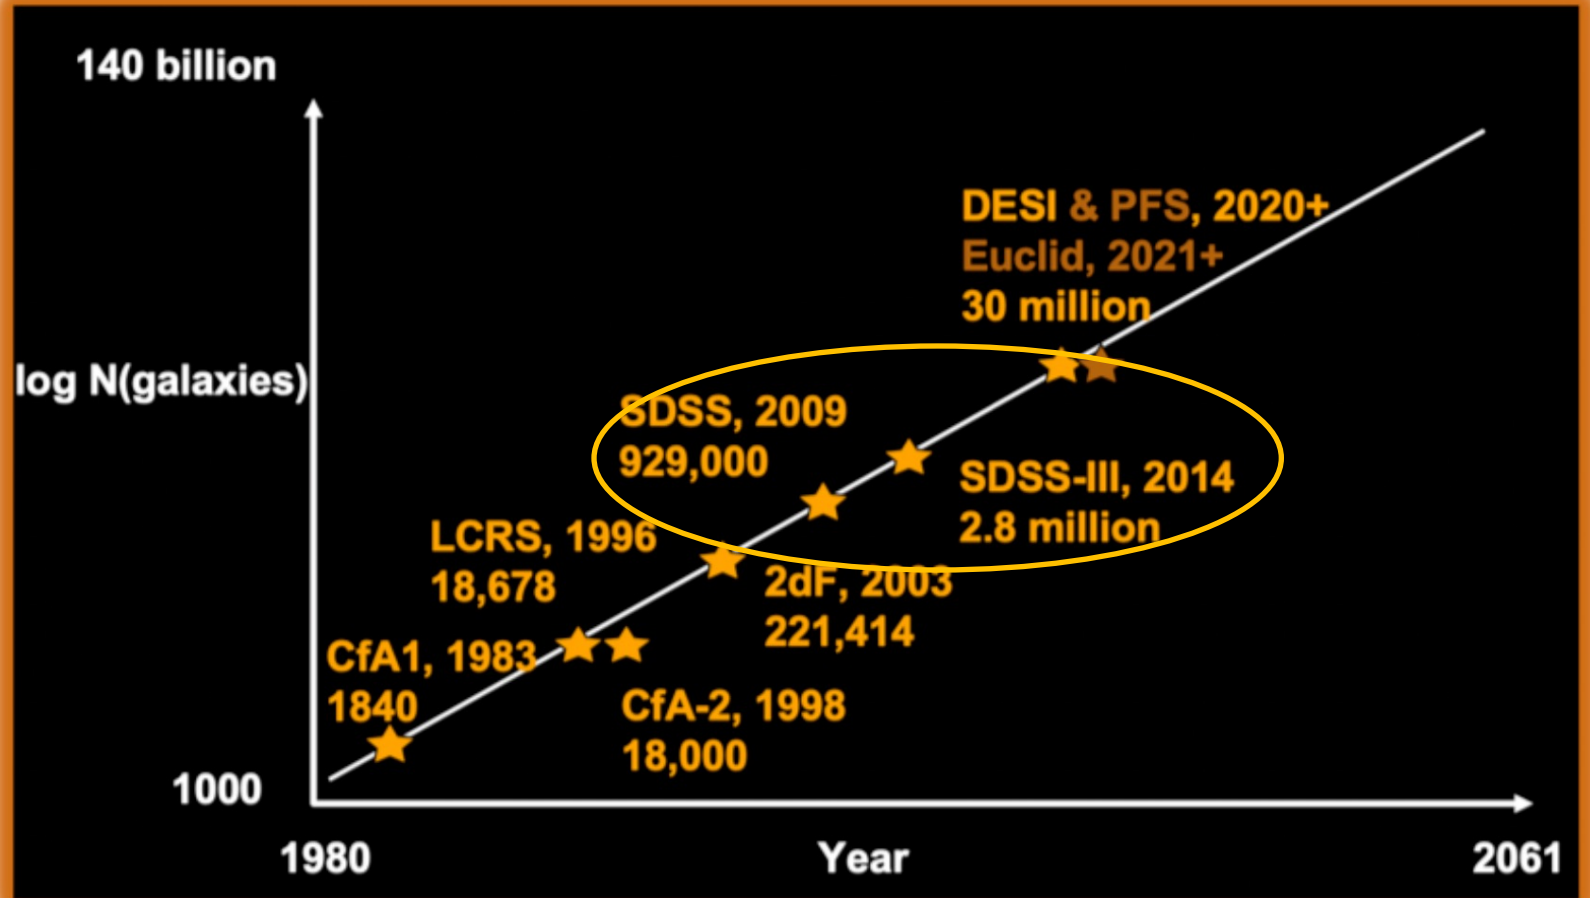 140 billion
DESI & PFS, 2020+
Euclid, 2021+
30 million
log N(galaxies)
SDSS, 2009
929,000
SDSS-III, 2014
2.8 million
LCRS, 1996
18,678
2dF, 2003
221,414
CfA1, 1983
1840
CfA-2, 1998
18,000
1000
1980
Year
2061